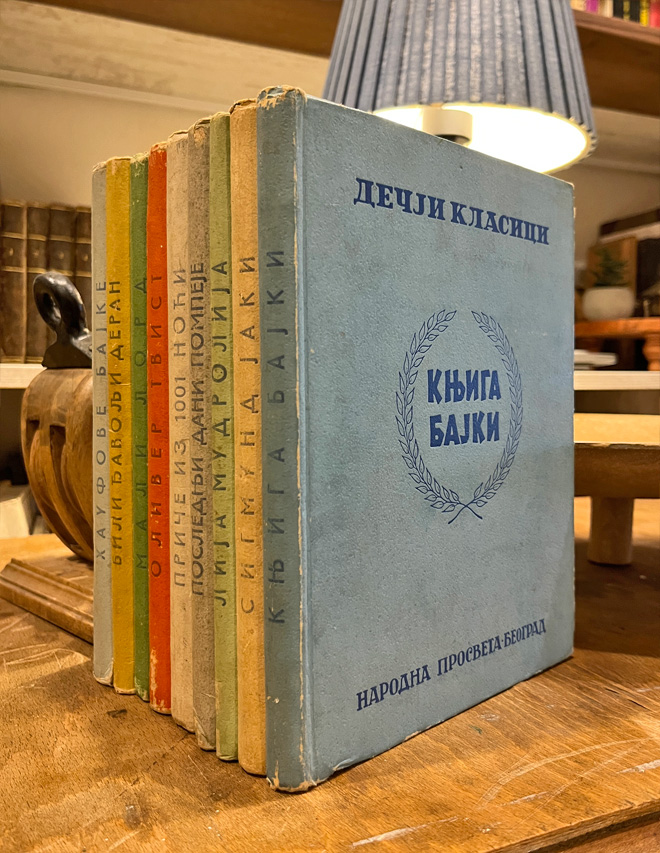 ХАУФОВЕ БАЈКЕ
БИЛИ ЂАВОЉИ ДЕРАН
МАЛИ ЛОРД
ОЛИВЕР ТВИСТ
ПРИЧЕ ИЗ 1001 НОЋИ
ПОСЛЕДЊИ ДАНИ ПОМПЕЈЕ
ЛИЈА МУДРОЛИЈА
СИГМУНД ЈАКИ
КЊИГА БАЈКИ
ДЕЧЈИ КЛАСИЦИ
КЊИГА
БАЈКИ
НАРОДНА ПРОСВЕТА·БЕОГРАД